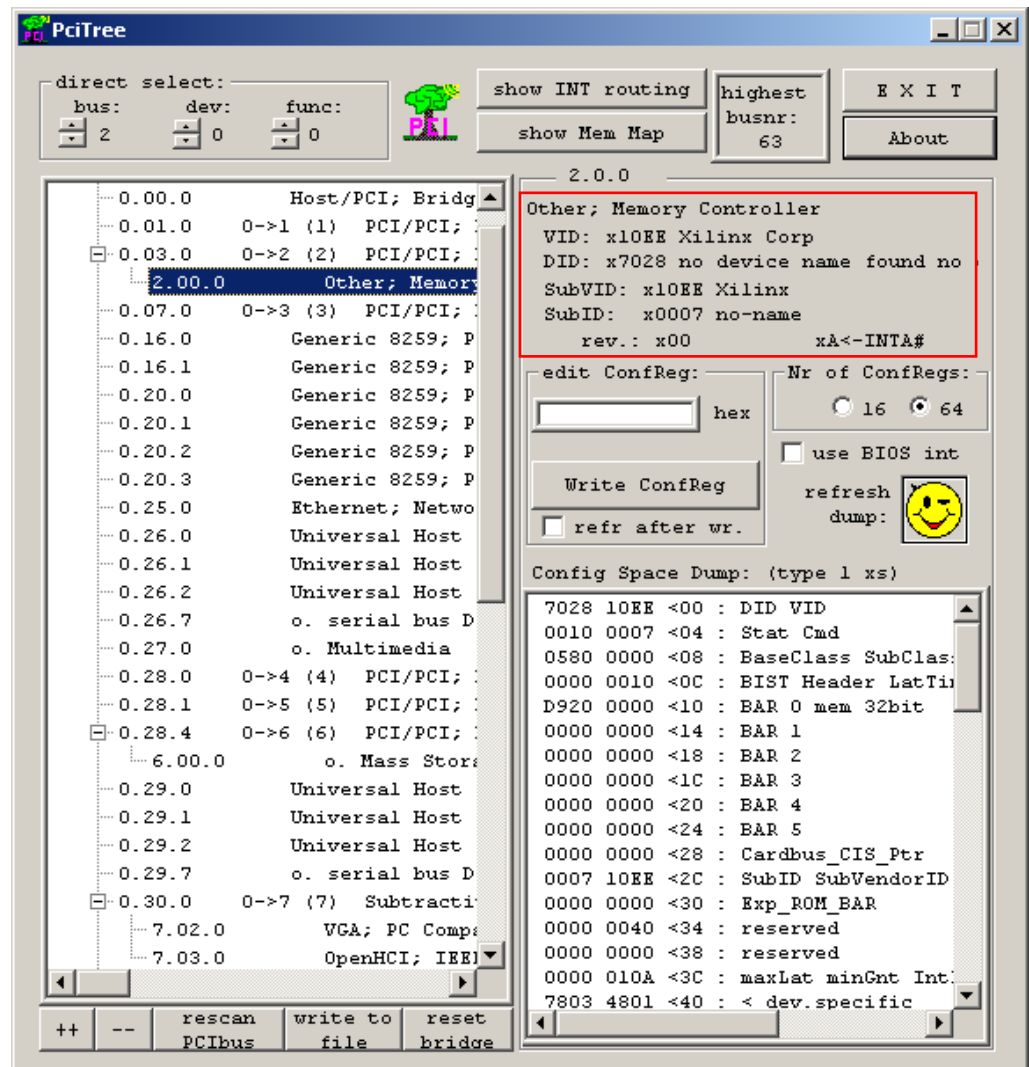 PciTree
direct select:
bus: dev: func:
2 0 0
PCI
show INT routing
show Mem Map
highest
busnr:
63
E X I T
About
0.00.0 Host/PCI; Bridg
0.01.0 0->1 (1) PCI/PCI;
0.03.0 0->2 (2) PCI/PCI;
2.00.0 Other; Memory
0.07.0 0->3 (3) PCI/PCI;
0.16.0 Generic 8259; P
0.16.1 Generic 8259; P
0.20.0 Generic 8259; P
0.20.1 Generic 8259; P
0.20.2 Generic 8259; P
0.20.3 Generic 8259; P
0.25.0 Ethernet; Netwo
0.26.0 Universal Host
0.26.1 Universal Host
0.26.2 Universal Host
0.26.7 o. serial bus D
0.27.0 o. Multimedia
0.28.0 0->4 (4) PCI/PCI;
0.28.1 0->5 (5) PCI/PCI;
0.28.4 0->6 (6) PCI/PCI;
6.00.0 o. Mass Stora
0.29.0 Universal Host
0.29.1 Universal Host
0.29.2 Universal Host
0.29.7 o. serial bus D
0.30.0 0->7 (7) Subtracti
7.02.0 VGA; PC Compa
7.03.0 OpenHCI; IEEE
++ -- rescan PCIbus write to file reset bridge
2.0.0
Other; Memory Controller
VID: x10EE Xilinx Corp
DID: x7028 no device name found no
SubVID: x10EE Xilinx
SubID: x0007 no-name
rev.: x00 xA<-INTA#
edit ConfReg:
hex
Write ConfReg
refr after wr.
Nr of ConfRegs:
16 64
use BIOS int
refresh
dump:
Config Space Dump: (type 1 xs)
7028 10EE <00 : DID VID
0010 0007 <04 : Stat Cmd
0580 0000 <08 : BaseClass SubClas
0000 0010 <0C : BIST Header LatTi
D920 0000 <10 : BAR 0 mem 32bit
0000 0000 <14 : BAR 1
0000 0000 <18 : BAR 2
0000 0000 <1C : BAR 3
0000 0000 <20 : BAR 4
0000 0000 <24 : BAR 5
0000 0000 <28 : Cardbus_CIS_Ptr
0007 10EE <2C : SubID SubVendorID
0000 0000 <30 : Exp_ROM_BAR
0000 0040 <34 : reserved
0000 0000 <38 : reserved
0000 010A <3C : maxLat minGnt Int
7803 4801 <40 : < dev.specific